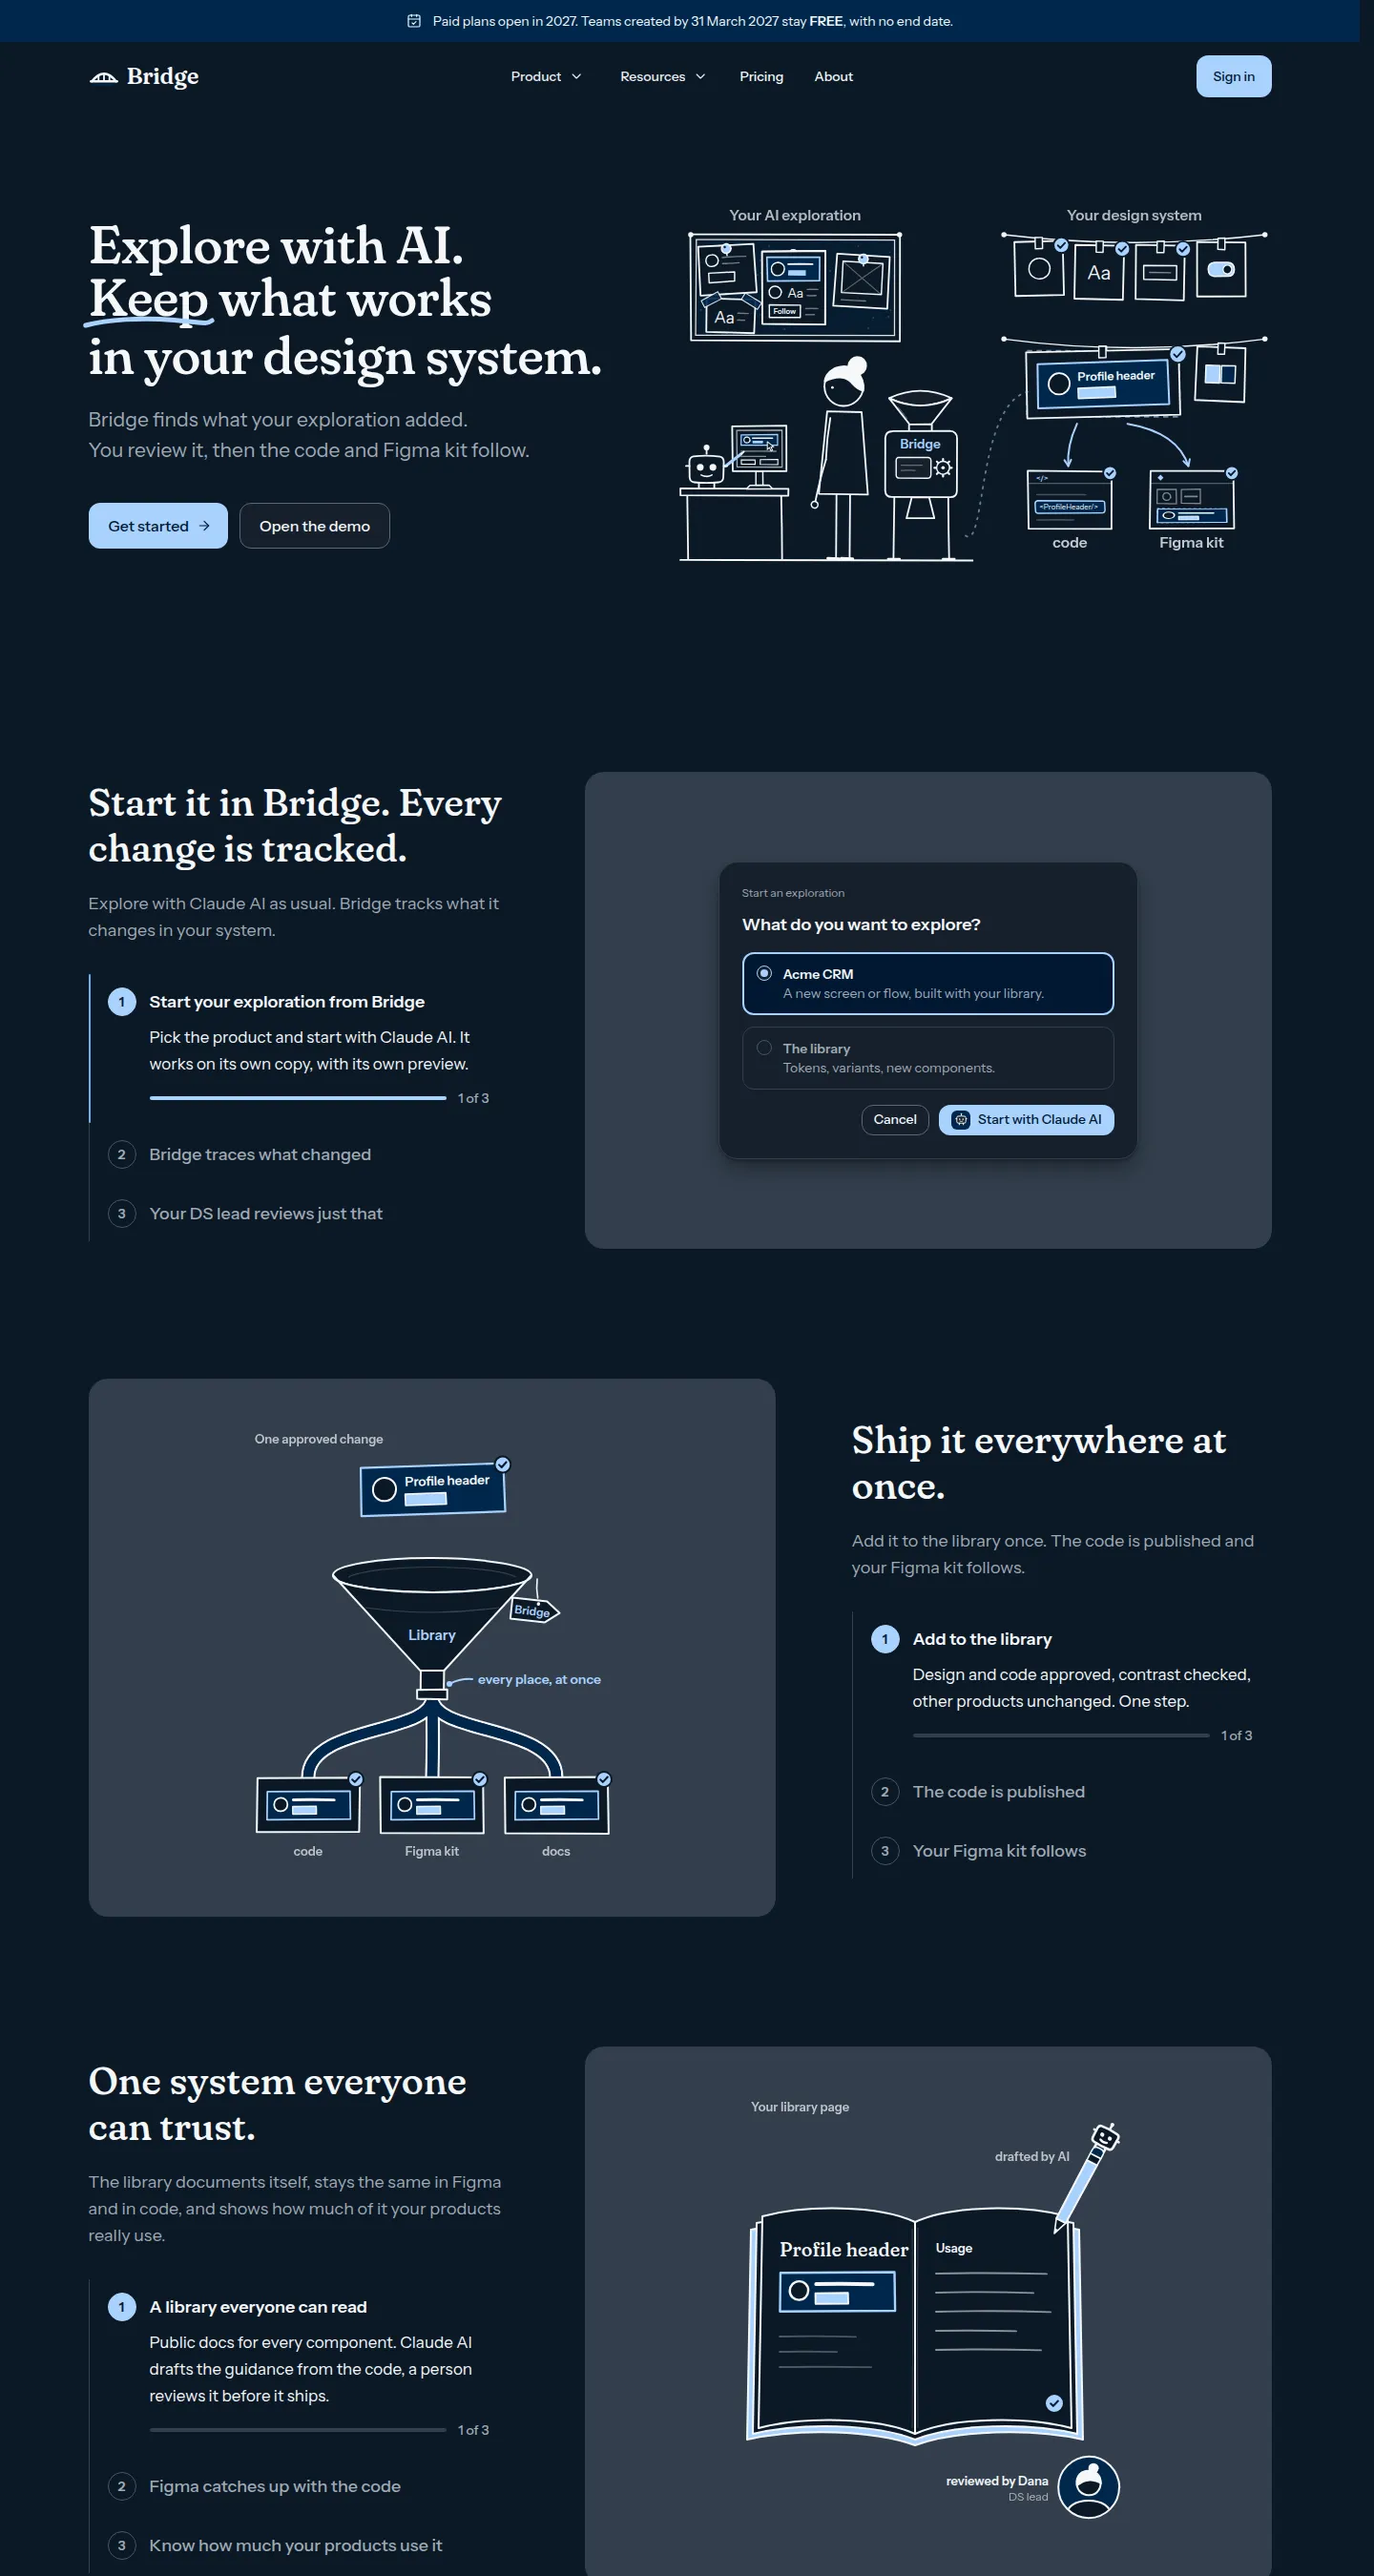 Paid plans open in 2027. Teams created by 31 March 2027 stay FREE, with no end date.
Bridge
Product
Resources
Pricing
About
Sign in
Explore with AI.
Keep what works
in your design system.
Bridge finds what your exploration added.
You review it, then the code and Figma kit follow.
Get started
Open the demo
Your AI exploration
Aa
Follow
Aa
Bridge
Your design system
Aa
Profile header
</>
<ProfileHeader/>
code
Figma kit
Start it in Bridge. Every
change is tracked.
Explore with Claude AI as usual. Bridge tracks what it
changes in your system.
1
Start your exploration from Bridge
Pick the product and start with Claude AI. It
works on its own copy, with its own preview.
1 of 3
2
Bridge traces what changed
3
Your DS lead reviews just that
Start an exploration
What do you want to explore?
Acme CRM
A new screen or flow, built with your library.
The library
Tokens, variants, new components.
Cancel
Start with Claude AI
One approved change
Profile header
Library
Bridge
every place, at once
code
Figma kit
docs
Ship it everywhere at
once.
Add it to the library once. The code is published and
your Figma kit follows.
1
Add to the library
Design and code approved, contrast checked,
other products unchanged. One step.
1 of 3
2
The code is published
3
Your Figma kit follows
One system everyone
can trust.
The library documents itself, stays the same in Figma
and in code, and shows how much of it your products
really use.
1
A library everyone can read
Public docs for every component. Claude AI
drafts the guidance from the code, a person
reviews it before it ships.
1 of 3
2
Figma catches up with the code
3
Know how much your products use it
Your library page
drafted by AI
Profile header
Usage
reviewed by Dana
DS lead